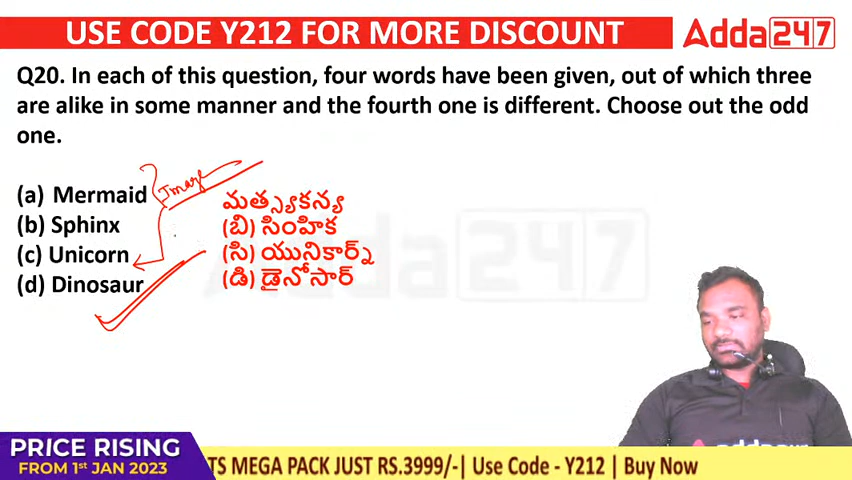 USE CODE Y212 FOR MORE DISCOUNT
Adda247
Q20. In each of this question, four words have been given, out of which three
are alike in some manner and the fourth one is different. Choose out the odd
one.
(a) Mermaid
(b) Sphinx
(c) Unicorn
(d) Dinosaur
మత్స్యకన్య
(బి) సింహిక
(సి) యునికార్న్
(డి) డైనోసార్
Adda247
PRICE RISING
FROM 1ST JAN 2023
TS MEGA PACK JUST RS.3999/-| Use Code - Y212 | Buy Now